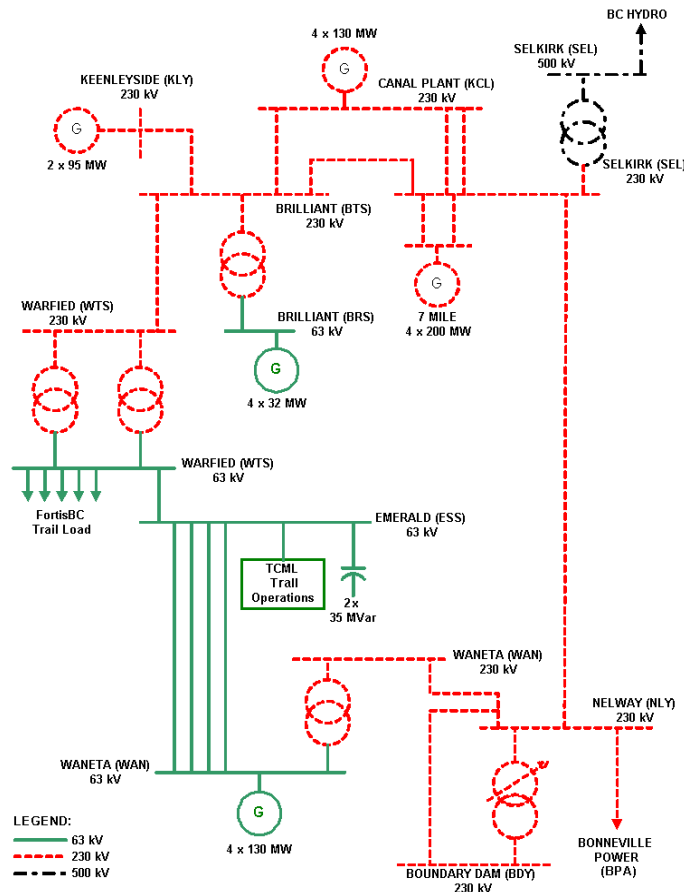 BC HYDRO
4 x 130 MW
G
SELKIRK (SEL)
500 kV
KEENLEYSIDE (KLY)
230 kV
CANAL PLANT (KCL)
230 kV
G
2 x 95 MW
SELKIRK (SEL)
230 kV
BRILLIANT (BTS)
230 kV
G
7 MILE
4 x 200 MW
WARFIED (WTS)
230 kV
BRILLIANT (BRS)
63 kV
G
4 x 32 MW
WARFIED (WTS)
63 kV
FortisBC
Trail Load
EMERALD (ESS)
63 kV
TCML
Trall
Operations
2 x
35 MVar
WANETA (WAN)
230 kV
NELWAY (NLY)
230 kV
WANETA (WAN)
63 kV
G
4 x 130 MW
BONNEVILLE
POWER
(BPA)
BOUNDARY DAM (BDY)
230 kV
LEGEND:
63 kV
230 kV
500 kV